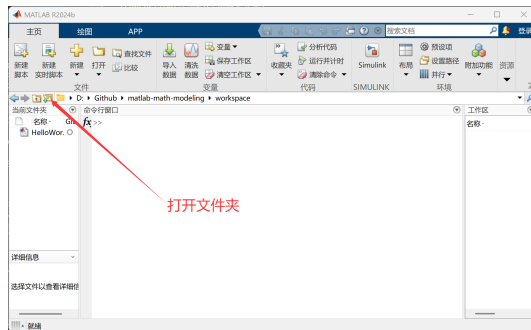 MATLAB R2024b
主页 绘图 APP 搜索文档 登录
新建 脚本 新建 实时脚本 新建 打开 查找文件 比较
导入 数据 清洗 数据 变量 保存工作区 清空工作区
收藏夹 分析代码 运行并计时 清除命令
Simulink 布局 预设项 设置路径 并行 附加功能 资源
文件 变量 代码 SIMULINK 环境
D: Github matlab-math-modeling workspace
当前文件夹 命令行窗口 工作区
名称 Git fx >> 名称
HelloWor.
打开文件夹
详细信息
选择文件以查看详细信
就绪